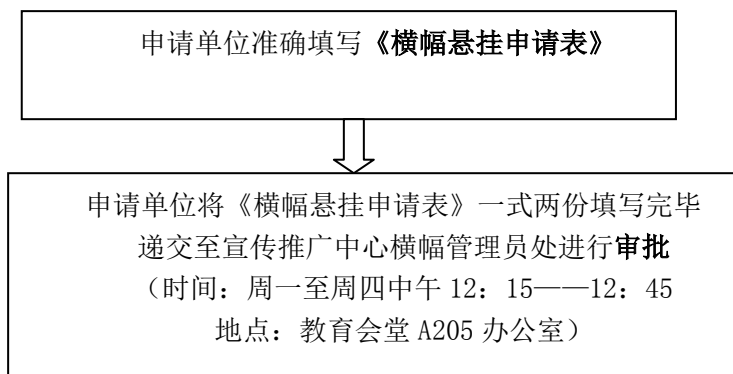 申请单位准确填写《横幅悬挂申请表》
申请单位将《横幅悬挂申请表》一式两份填写完毕
递交至宣传推广中心横幅管理员处进行审批
（时间：周一至周四中午 12：15——12：45
地点：教育会堂 A205 办公室）